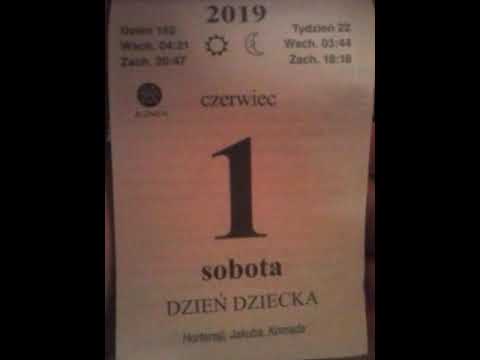 2019
Dzień 152
Wsch. 04:21
Zach. 20:47
Tydzień 22
Wsch. 03:44
Zach. 18:18
czerwiec
1
sobota
DZIEŃ DZIECKA
Hortensji, Jakuba, Konrada